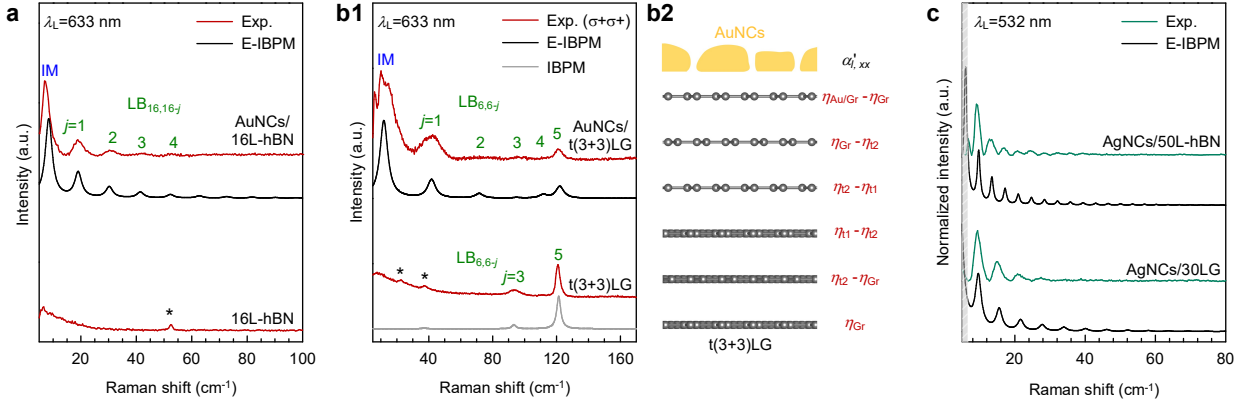 a
λL=633 nm
Exp.
E-IBPM
IM
LB16,16-j
j=1
2
3
4
AuNCs/
16L-hBN
*
16L-hBN
Intensity (a.u.)
20
40
60
80
100
Raman shift (cm-1)
b1
λL=633 nm
Exp. (σ+σ+)
E-IBPM
IBPM
IM
LB6,6-j
j=1
2
3
4
5
AuNCs/
t(3+3)LG
LB6,6-j
j=3
5
*
*
t(3+3)LG
Intensity (a.u.)
40
80
120
160
Raman shift (cm-1)
b2
AuNCs
α'i, xx
ηAu/Gr - ηGr
ηGr - ηt2
ηt2 - ηt1
ηt1 - ηt2
ηt2 - ηGr
ηGr
t(3+3)LG
c
λL=532 nm
Exp.
E-IBPM
AgNCs/50L-hBN
AgNCs/30LG
Normalized intensity (a.u.)
20
40
60
80
Raman shift (cm-1)